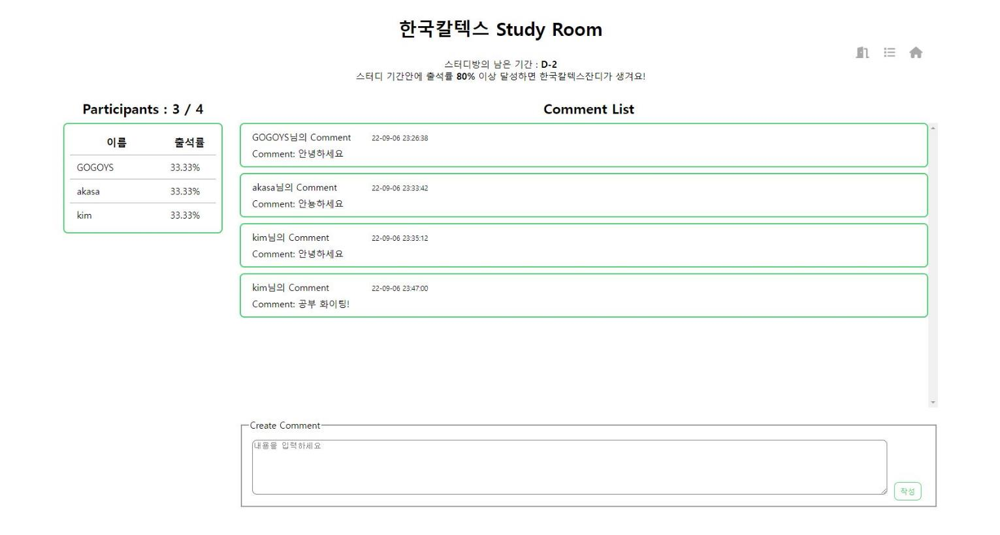 한국칼텍스 Study Room
스터디방의 남은 기간 : D-2
스터디 기간안에 출석률 80% 이상 달성하면 한국칼텍스잔디가 생겨요!
Participants : 3 / 4
이름 출석률
GOGOYS 33.33%
akasa 33.33%
kim 33.33%
Comment List
GOGOYS님의 Comment 22-09-06 23:26:38
Comment: 안녕하세요
akasa님의 Comment 22-09-06 23:33:42
Comment: 안뇽하세요
kim님의 Comment 22-09-06 23:35:12
Comment: 안녕하세요
kim님의 Comment 22-09-06 23:47:00
Comment: 공부 화이팅!
Create Comment
내용을 입력하세요
작성